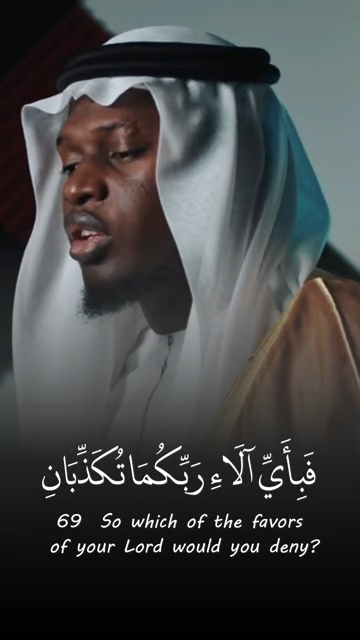 فَبِأَيِّ آلَاءِ رَبِّكُمَا تُكَذِّبَانِ
69 So which of the favors
of your Lord would you deny?